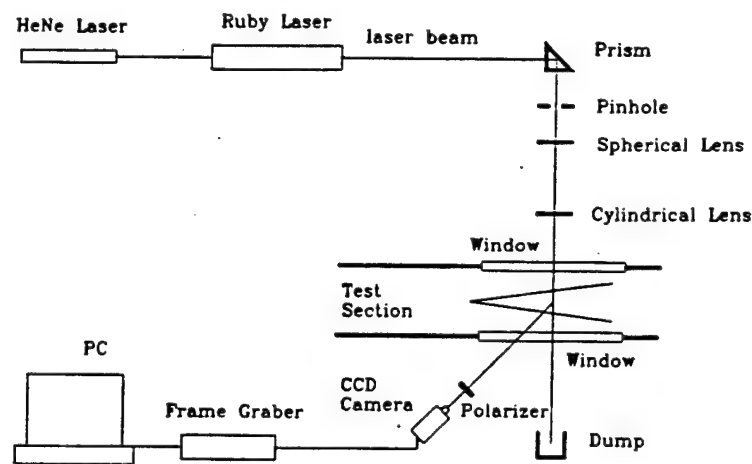 HeNe Laser
Ruby Laser
laser beam
Prism
Pinhole
Spherical Lens
Cylindrical Lens
Window
Test
Section
Window
PC
CCD
Camera
Polarizer
Frame Graber
Dump